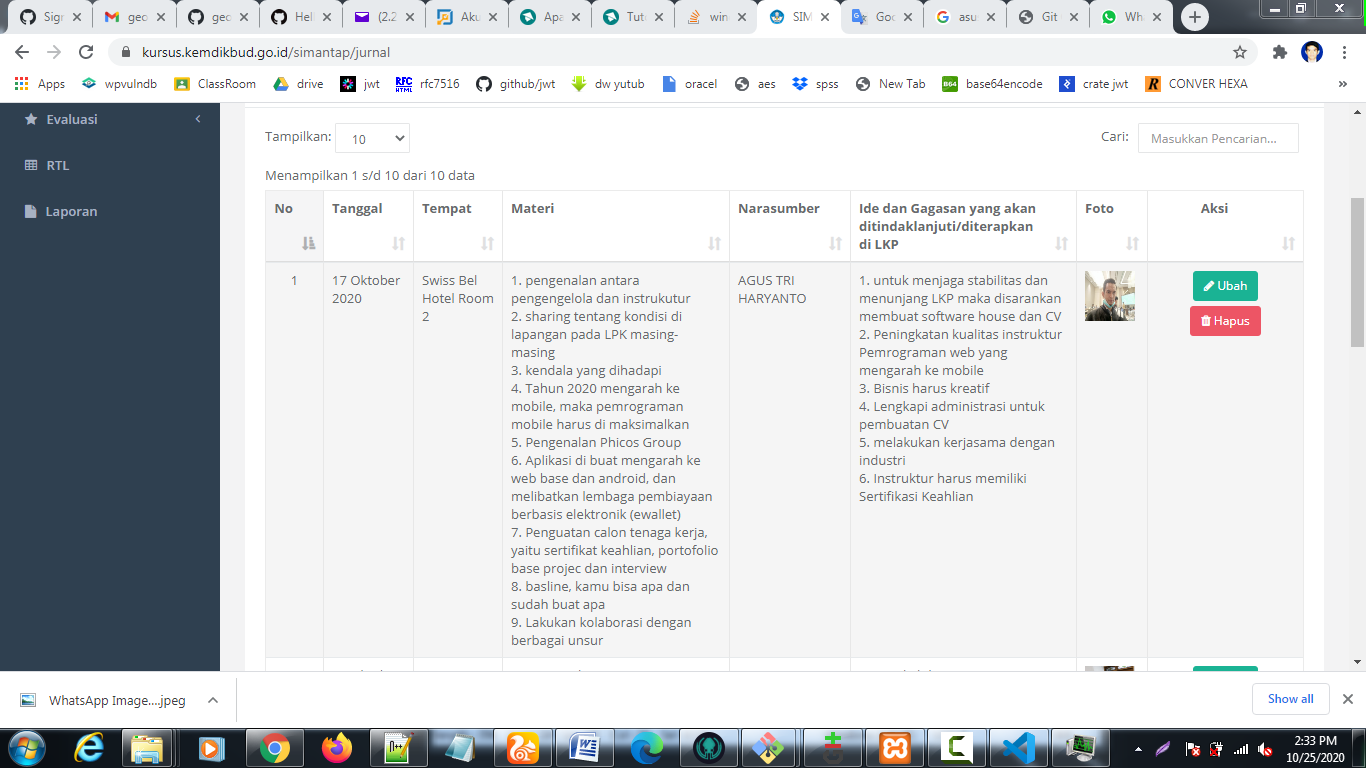 Sigr
geo
geo
Hell
(2.2
Aku
Apa
Tut
win
SIM
Goo
asu
Git
Wh
kursus.kemdikbud.go.id/simantap/jurnal
Apps
wpvulndb
ClassRoom
drive
jwt
RFC HTML
rfc7516
github/jwt
dw yutub
oracel
aes
spss
New Tab
B64
base64encode
crate jwt
CONVER HEXA
Evaluasi
RTL
Laporan
Tampilkan: 10
Cari: Masukkan Pencarian...
Menampilkan 1 s/d 10 dari 10 data
No
Tanggal
Tempat
Materi
Narasumber
Ide dan Gagasan yang akan
ditindaklanjuti/diterapkan
di LKP
Foto
Aksi
1
17 Oktober
2020
Swiss Bel
Hotel Room
2
1. pengenalan antara
pengengelola dan instrukutur
2. sharing tentang kondisi di
lapangan pada LPK masing-
masing
3. kendala yang dihadapi
4. Tahun 2020 mengarah ke
mobile, maka pemrograman
mobile harus di maksimalkan
5. Pengenalan Phicos Group
6. Aplikasi di buat mengarah ke
web base dan android, dan
melibatkan lembaga pembiayaan
berbasis elektronik (ewallet)
7. Penguatan calon tenaga kerja,
yaitu sertifikat keahlian, portofolio
base projec dan interview
8. basline, kamu bisa apa dan
sudah buat apa
9. Lakukan kolaborasi dengan
berbagai unsur
AGUS TRI
HARYANTO
1. untuk menjaga stabilitas dan
menunjang LKP maka disarankan
membuat software house dan CV
2. Peningkatan kualitas instruktur
Pemrograman web yang
mengarah ke mobile
3. Bisnis harus kreatif
4. Lengkapi administrasi untuk
pembuatan CV
5. melakukan kerjasama dengan
industri
6. Instruktur harus memiliki
Sertifikasi Keahlian
Ubah
Hapus
WhatsApp Image....jpeg
Show all
2:33 PM
10/25/2020